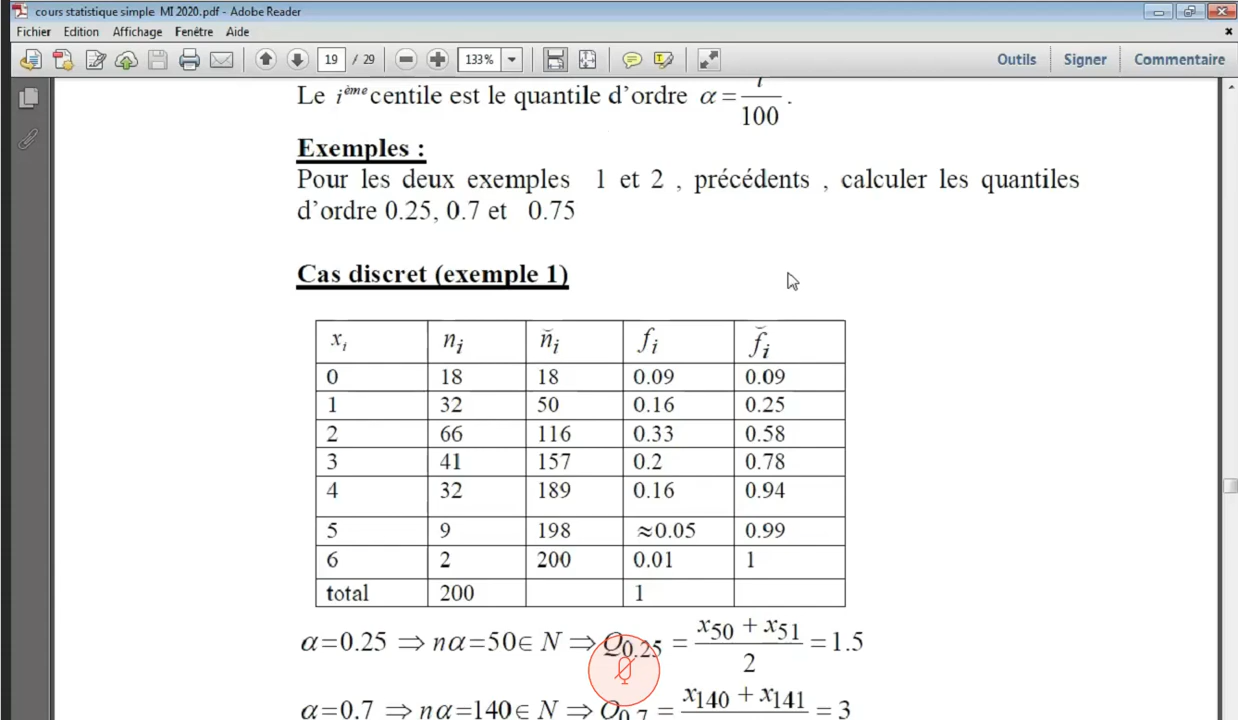 cours statistique simple MI 2020.pdf - Adobe Reader
Fichier Edition Affichage Fenêtre Aide
19 / 29 133% Outils Signer Commentaire
Le ième centile est le quantile d'ordre α = i/100 .
Exemples :
Pour les deux exemples 1 et 2 , précédents , calculer les quantiles
d'ordre 0.25, 0.7 et 0.75
Cas discret (exemple 1)
xi ni n̆i fi f̆i
0 18 18 0.09 0.09
1 32 50 0.16 0.25
2 66 116 0.33 0.58
3 41 157 0.2 0.78
4 32 189 0.16 0.94
5 9 198 ≈0.05 0.99
6 2 200 0.01 1
total 200 1
α=0.25 ⇒ nα=50∈ N ⇒ Q0.25 = (x50 + x51)/2 =1.5
α=0.7 ⇒ nα=140∈ N ⇒ Q0.7 = x140 + x141 = 3